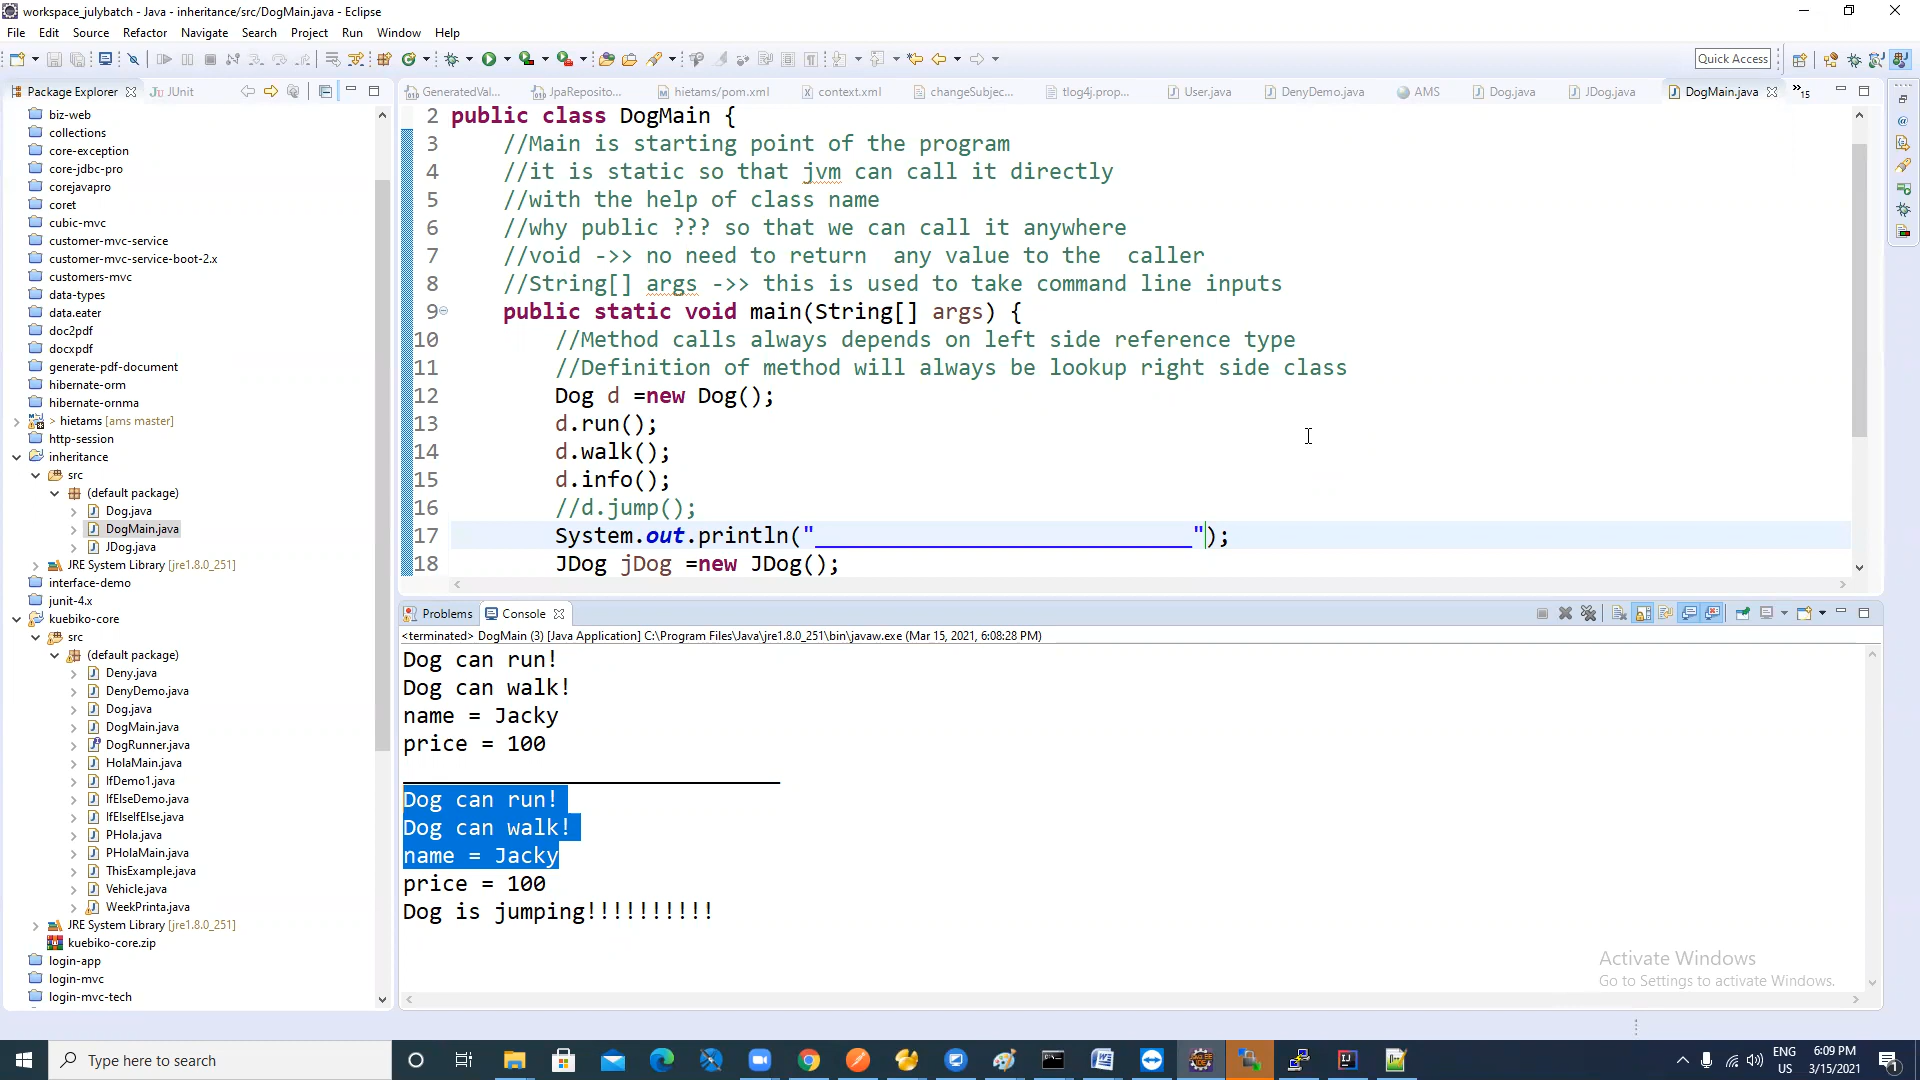 workspace_julybatch - Java - inheritance/src/DogMain.java - Eclipse
File Edit Source Refactor Navigate Search Project Run Window Help
Quick Access
Package Explorer
JUnit
biz-web
collections
core-exception
core-jdbc-pro
corejavapro
coret
cubic-mvc
customer-mvc-service
customer-mvc-service-boot-2.x
customers-mvc
data-types
data.eater
doc2pdf
docxpdf
generate-pdf-document
hibernate-orm
hibernate-ornma
> hietams [ams master]
http-session
inheritance
src
(default package)
Dog.java
DogMain.java
JDog.java
JRE System Library [jre1.8.0_251]
interface-demo
junit-4.x
kuebiko-core
src
(default package)
Deny.java
DenyDemo.java
Dog.java
DogMain.java
DogRunner.java
HolaMain.java
IfDemo1.java
IfElseDemo.java
IfElseIfElse.java
PHola.java
PHolaMain.java
ThisExample.java
Vehicle.java
WeekPrinta.java
JRE System Library [jre1.8.0_251]
kuebiko-core.zip
login-app
login-mvc
login-mvc-tech
GeneratedVal... JpaReposito... hietams/pom.xml context.xml changeSubjec... tlog4j.prop... User.java DenyDemo.java AMS Dog.java JDog.java DogMain.java »15
2 public class DogMain {
3 //Main is starting point of the program
4 //it is static so that jvm can call it directly
5 //with the help of class name
6 //why public ??? so that we can call it anywhere
7 //void ->> no need to return any value to the caller
8 //String[] args ->> this is used to take command line inputs
9 public static void main(String[] args) {
10 //Method calls always depends on left side reference type
11 //Definition of method will always be lookup right side class
12 Dog d =new Dog();
13 d.run();
14 d.walk();
15 d.info();
16 //d.jump();
17 System.out.println("_____________________________");
18 JDog jDog =new JDog();
Problems Console
<terminated> DogMain (3) [Java Application] C:\Program Files\Java\jre1.8.0_251\bin\javaw.exe (Mar 15, 2021, 6:08:28 PM)
Dog can run!
Dog can walk!
name = Jacky
price = 100
_____________________________
Dog can run!
Dog can walk!
name = Jacky
price = 100
Dog is jumping!!!!!!!!!!
Activate Windows
Go to Settings to activate Windows.
Type here to search
ENG
US
6:09 PM
3/15/2021
1